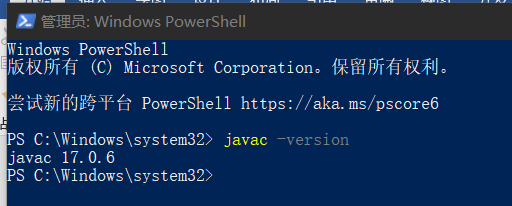 管理员: Windows PowerShell
Windows PowerShell
版权所有 (C) Microsoft Corporation。保留所有权利。
尝试新的跨平台 PowerShell https://aka.ms/pscore6
PS C:\Windows\system32> javac -version
javac 17.0.6
PS C:\Windows\system32>